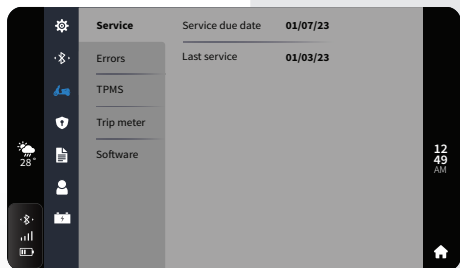 Service
Service due date 01/07/23
Errors
Last service 01/03/23
TPMS
Trip meter
Software
28°
12
49
AM